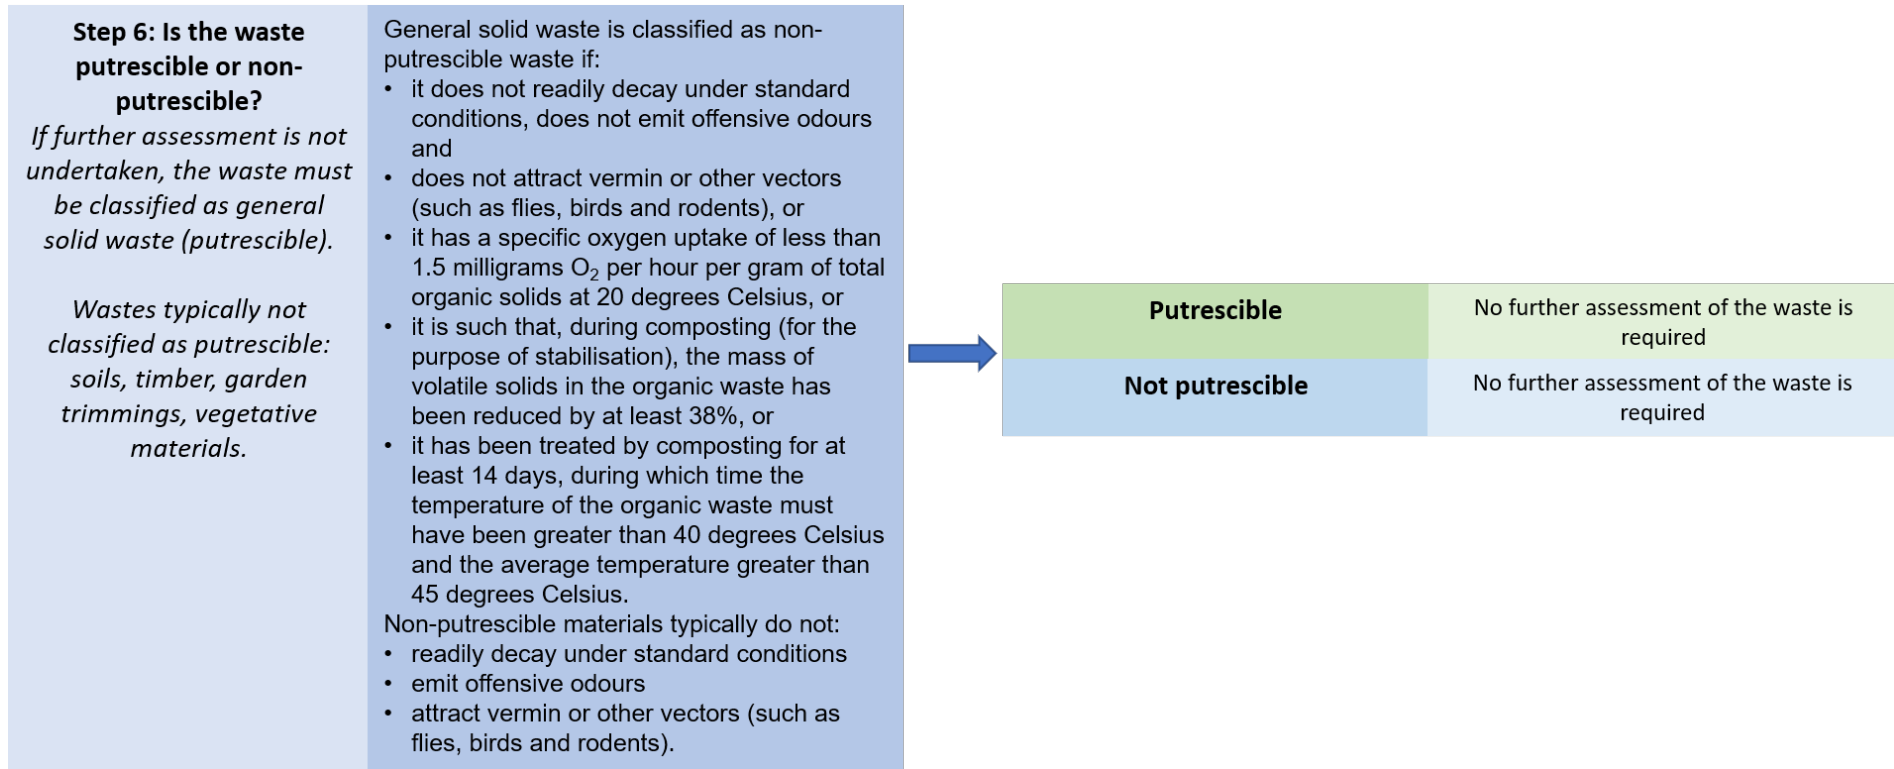 Step 6: Is the waste
putrescible or non-
putrescible?
If further assessment is not
undertaken, the waste must
be classified as general
solid waste (putrescible).
Wastes typically not
classified as putrescible:
soils, timber, garden
trimmings, vegetative
materials.
General solid waste is classified as non-
putrescible waste if:
• it does not readily decay under standard
conditions, does not emit offensive odours
and
• does not attract vermin or other vectors
(such as flies, birds and rodents), or
• it has a specific oxygen uptake of less than
1.5 milligrams O₂ per hour per gram of total
organic solids at 20 degrees Celsius, or
• it is such that, during composting (for the
purpose of stabilisation), the mass of
volatile solids in the organic waste has
been reduced by at least 38%, or
• it has been treated by composting for at
least 14 days, during which time the
temperature of the organic waste must
have been greater than 40 degrees Celsius
and the average temperature greater than
45 degrees Celsius.
Non-putrescible materials typically do not:
• readily decay under standard conditions
• emit offensive odours
• attract vermin or other vectors (such as
flies, birds and rodents).
Putrescible
No further assessment of the waste is
required
Not putrescible
No further assessment of the waste is
required